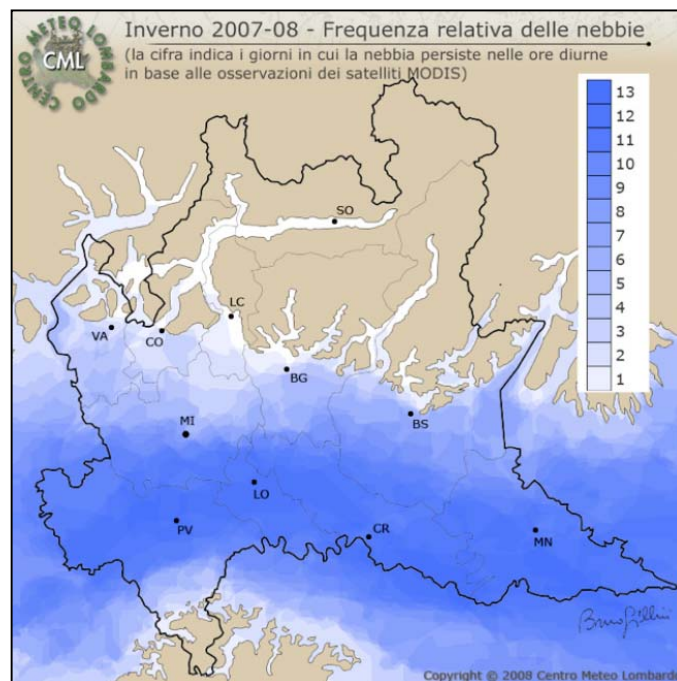 CENTRO METEO LOMBARDO
CML
Inverno 2007-08 - Frequenza relativa delle nebbie
(la cifra indica i giorni in cui la nebbia persiste nelle ore diurne
in base alle osservazioni dei satelliti MODIS)
13
12
11
10
9
8
7
6
5
4
3
2
1
SO
LC
VA
CO
BG
BS
MI
LO
PV
CR
MN
Copyright © 2008 Centro Meteo Lombardo